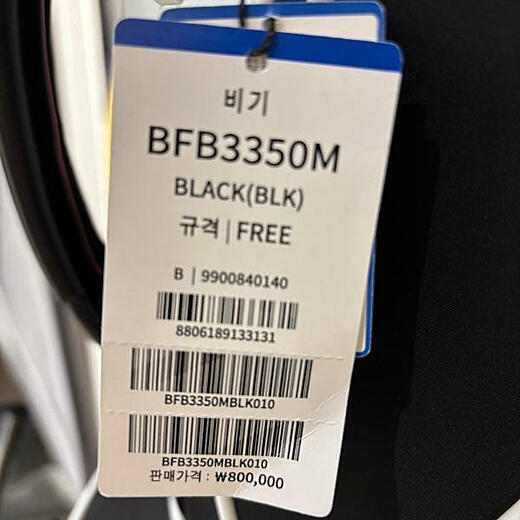 비기
BFB3350M
BLACK(BLK)
규격 | FREE
B | 9900840140
8806189133131
BFB3350MBLK010
BFB3350MBLK010
판매가격 : ₩800,000